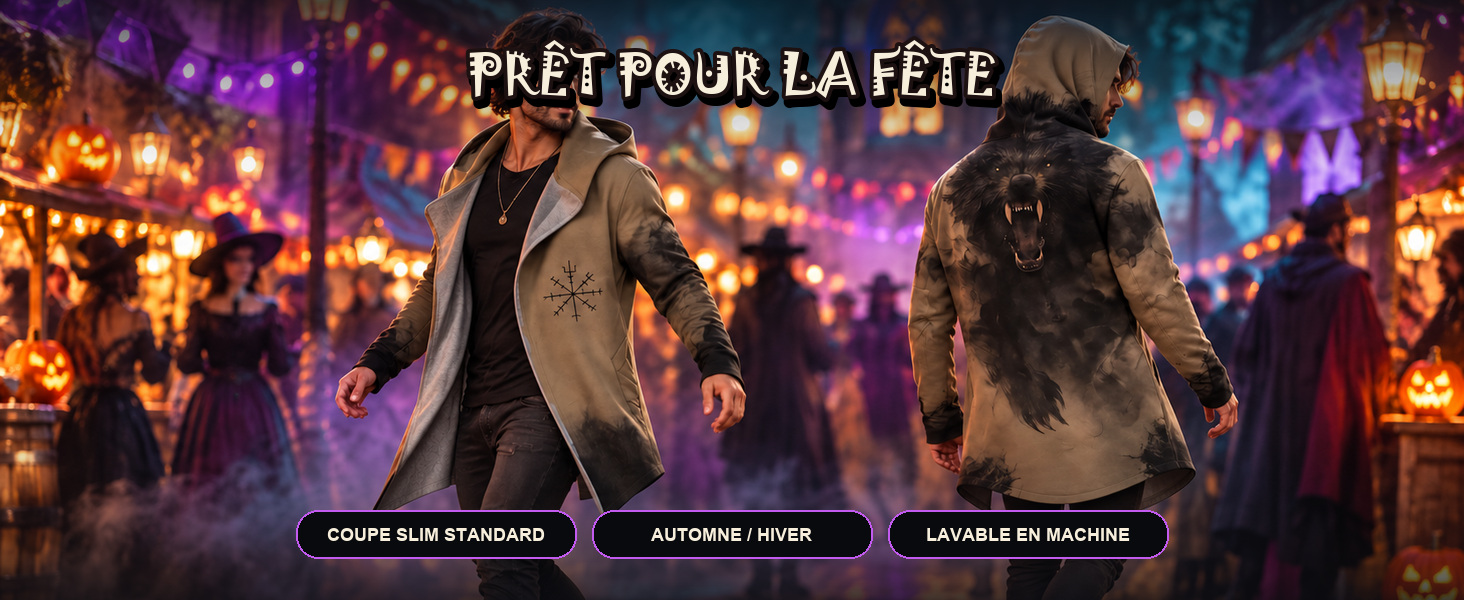 PRÊT POUR LA FÊTE
COUPE SLIM STANDARD
AUTOMNE / HIVER
LAVABLE EN MACHINE